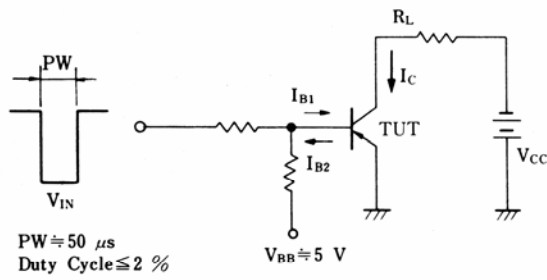 PW
V_IN
PW≒50 μs
Duty Cycle≦2 %
I_B1
I_B2
V_BB≒5 V
TUT
I_C
R_L
V_CC